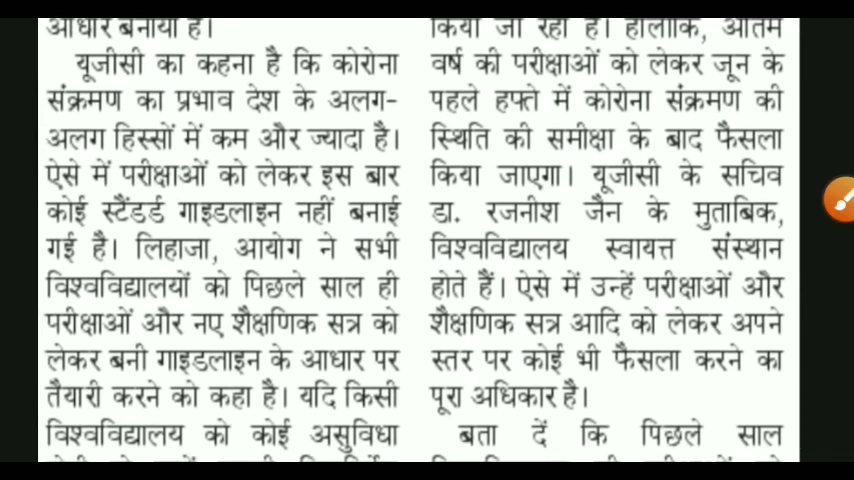 आधार बनाया है।
यूजीसी का कहना है कि कोरोना
संक्रमण का प्रभाव देश के अलग-
अलग हिस्सों में कम और ज्यादा है।
ऐसे में परीक्षाओं को लेकर इस बार
कोई स्टैंडर्ड गाइडलाइन नहीं बनाई
गई है। लिहाजा, आयोग ने सभी
विश्वविद्यालयों को पिछले साल ही
परीक्षाओं और नए शैक्षणिक सत्र को
लेकर बनी गाइडलाइन के आधार पर
तैयारी करने को कहा है। यदि किसी
विश्वविद्यालय को कोई असुविधा
किया जा रहा है। हालांकि, अंतिम
वर्ष की परीक्षाओं को लेकर जून के
पहले हफ्ते में कोरोना संक्रमण की
स्थिति की समीक्षा के बाद फैसला
किया जाएगा। यूजीसी के सचिव
डा. रजनीश जैन के मुताबिक,
विश्वविद्यालय स्वायत्त संस्थान
होते हैं। ऐसे में उन्हें परीक्षाओं और
शैक्षणिक सत्र आदि को लेकर अपने
स्तर पर कोई भी फैसला करने का
पूरा अधिकार है।
बता दें कि पिछले साल